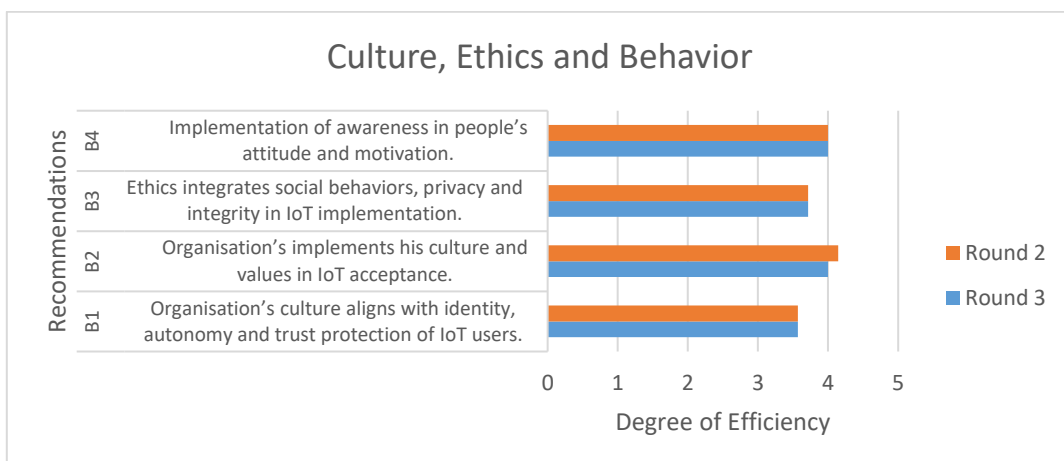 Culture, Ethics and Behavior
Recommendations
B4
Implementation of awareness in people’s
attitude and motivation.
B3
Ethics integrates social behaviors, privacy and
integrity in IoT implementation.
B2
Organisation’s implements his culture and
values in IoT acceptance.
B1
Organisation’s culture aligns with identity,
autonomy and trust protection of IoT users.
0 1 2 3 4 5
Degree of Efficiency
Round 2
Round 3